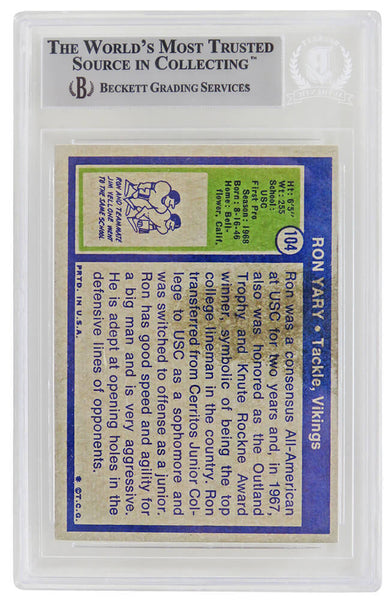 THE WORLD'S MOST TRUSTED
SOURCE IN COLLECTING™
BECKETT GRADING SERVICES
104
RON YARY • Tackle, Vikings
Ht: 6'5"
Wt: 255
School:
USC
First Pro
Season: 1968
Born: 8-16-46
Home: Bell-
flower, Calif.
RON AND TEAMMATE
JIM VELLONE WENT
TO THE SAME SCHOOL.
Ron was a consensus All-American
at USC for two years and, in 1967,
also was honored as the Outland
Trophy and Knute Rockne Award
winner, symbolic of being the top
college lineman in the country. Ron
transferred from Cerritos Junior Col-
lege to USC as a sophomore and
was switched to offense as a junior.
Ron has good speed and agility for
a big man and is very aggressive.
He is adept at opening holes in the
defensive lines of opponents.
PRTD. IN U.S.A.
* ©T.C.G.